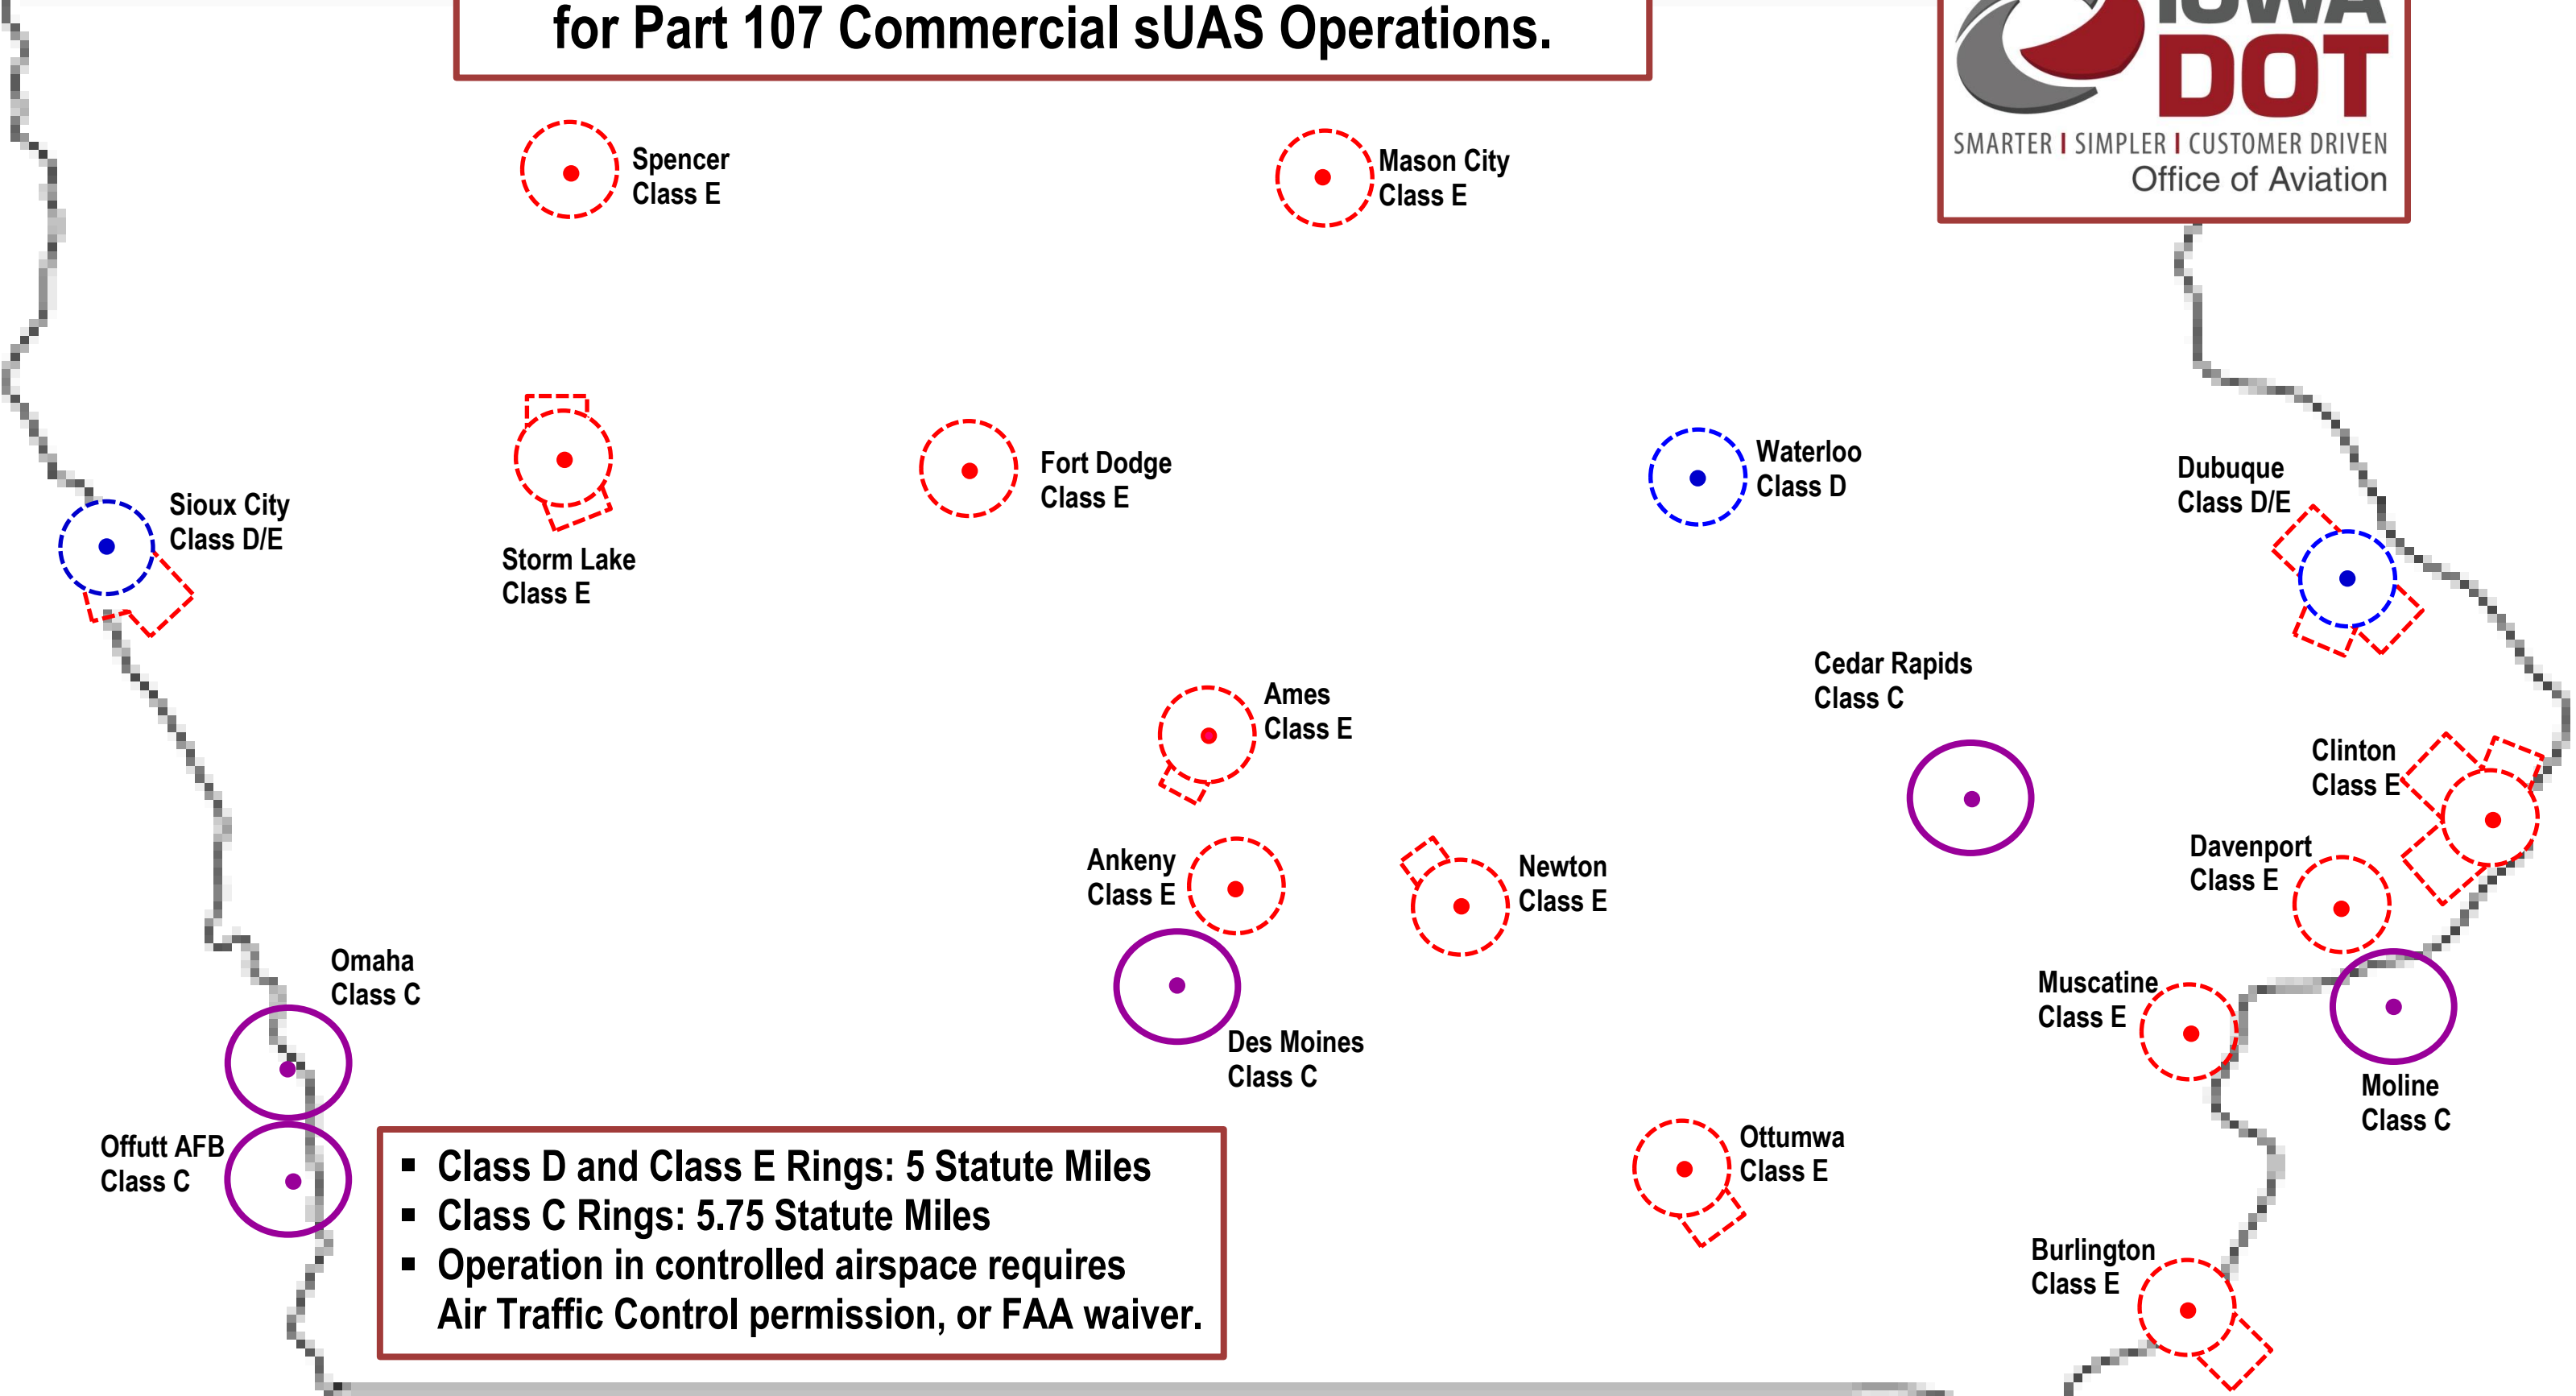 for Part 107 Commercial sUAS Operations.
IOWA
DOT
SMARTER I SIMPLER I CUSTOMER DRIVEN
Office of Aviation
Spencer
Class E
Mason City
Class E
Sioux City
Class D/E
Storm Lake
Class E
Fort Dodge
Class E
Waterloo
Class D
Dubuque
Class D/E
Cedar Rapids
Class C
Ames
Class E
Clinton
Class E
Ankeny
Class E
Newton
Class E
Davenport
Class E
Omaha
Class C
Des Moines
Class C
Muscatine
Class E
Moline
Class C
Offutt AFB
Class C
Ottumwa
Class E
Burlington
Class E
▪ Class D and Class E Rings: 5 Statute Miles
▪ Class C Rings: 5.75 Statute Miles
▪ Operation in controlled airspace requires
Air Traffic Control permission, or FAA waiver.